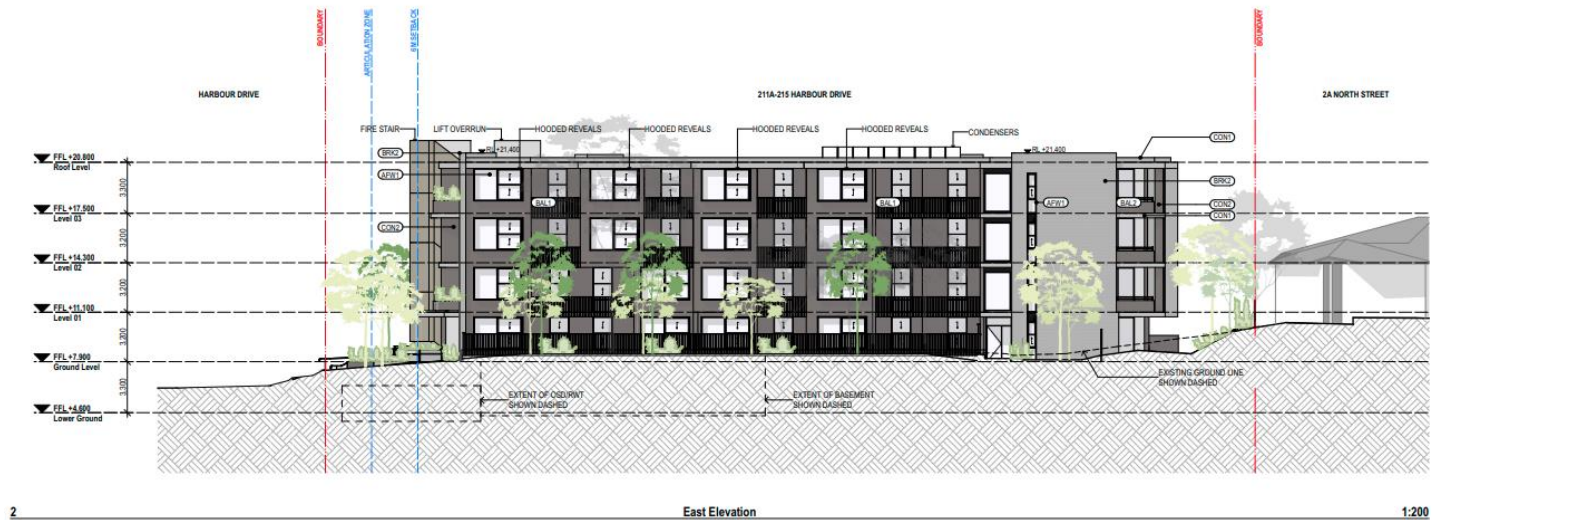 BOUNDARY
ARTICULATION ZONE
6M SETBACK
BOUNDARY
HARBOUR DRIVE
211A-215 HARBOUR DRIVE
2A NORTH STREET
FIRE STAIR
LIFT OVERRUN
HOODED REVEALS
HOODED REVEALS
HOODED REVEALS
HOODED REVEALS
CONDENSERS
CON1
BRK2
RL +21.400
RL +21.400
FFL +20.800
Roof Level
AFW1
BRK2
3,300
BAL1
BAL1
AFW1
BAL2
CON2
FFL +17.500
Level 03
CON1
CON2
3,200
FFL +14.300
Level 02
3,200
FFL +11.100
Level 01
3,200
FFL +7.900
Ground Level
EXISTING GROUND LINE
SHOWN DASHED
3,300
EXTENT OF OSD/RWT
SHOWN DASHED
EXTENT OF BASEMENT
SHOWN DASHED
FFL +4.600
Lower Ground
2
East Elevation
1:200